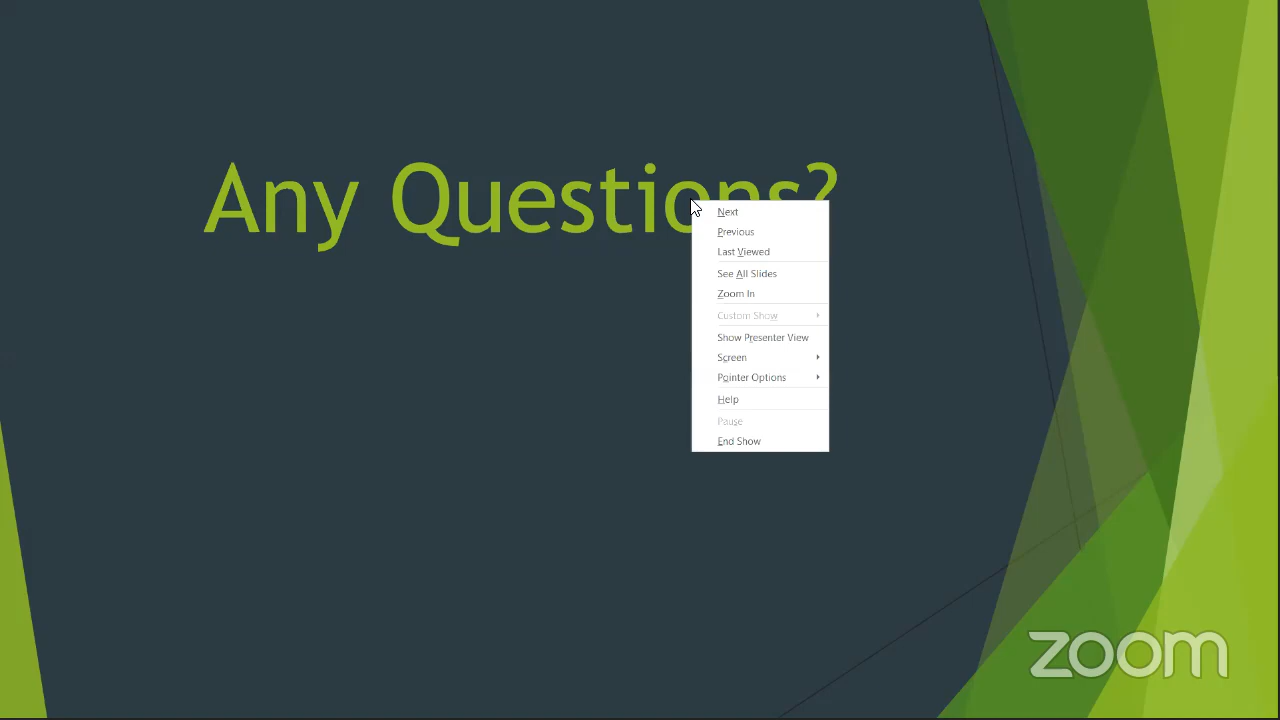 Any Questions?
Next
Previous
Last Viewed
See All Slides
Zoom In
Custom Show
Show Presenter View
Screen
Pointer Options
Help
Pause
End Show
zoom